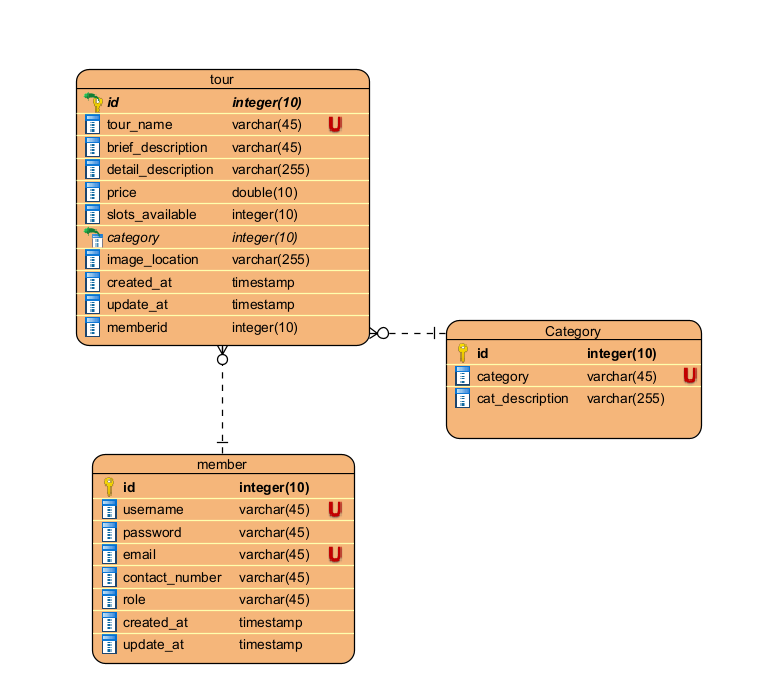 tour
id integer(10)
tour_name varchar(45) U
brief_description varchar(45)
detail_description varchar(255)
price double(10)
slots_available integer(10)
category integer(10)
image_location varchar(255)
created_at timestamp
update_at timestamp
memberid integer(10)
Category
id integer(10)
category varchar(45) U
cat_description varchar(255)
member
id integer(10)
username varchar(45) U
password varchar(45)
email varchar(45) U
contact_number varchar(45)
role varchar(45)
created_at timestamp
update_at timestamp